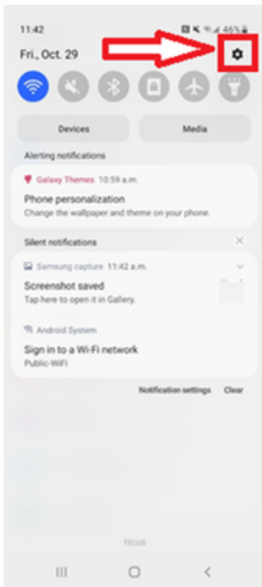 11:42
46%
Fri., Oct. 29
Devices
Media
Alerting notifications
Galaxy Themes 10:59 a.m.
Phone personalization
Change the wallpaper and theme on your phone.
Silent notifications
Samsung capture 11:42 a.m.
Screenshot saved
Tap here to open it in Gallery.
Android System
Sign in to a Wi-Fi network
Public-WiFi
Notification settings
Clear
TELUS